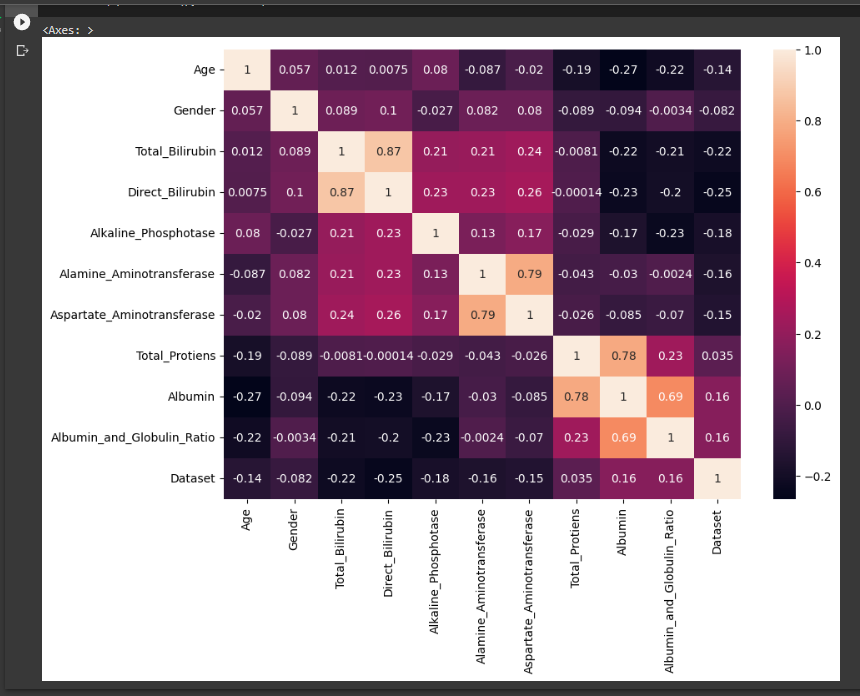 <Axes: >
Age 1 0.057 0.012 0.0075 0.08 -0.087 -0.02 -0.19 -0.27 -0.22 -0.14
Gender 0.057 1 0.089 0.1 -0.027 0.082 0.08 -0.089 -0.094 -0.0034 -0.082
Total_Bilirubin 0.012 0.089 1 0.87 0.21 0.21 0.24 -0.0081 -0.22 -0.21 -0.22
Direct_Bilirubin 0.0075 0.1 0.87 1 0.23 0.23 0.26 -0.00014 -0.23 -0.2 -0.25
Alkaline_Phosphotase 0.08 -0.027 0.21 0.23 1 0.13 0.17 -0.029 -0.17 -0.23 -0.18
Alamine_Aminotransferase -0.087 0.082 0.21 0.23 0.13 1 0.79 -0.043 -0.03 -0.0024 -0.16
Aspartate_Aminotransferase -0.02 0.08 0.24 0.26 0.17 0.79 1 -0.026 -0.085 -0.07 -0.15
Total_Protiens -0.19 -0.089 -0.0081 -0.00014 -0.029 -0.043 -0.026 1 0.78 0.23 0.035
Albumin -0.27 -0.094 -0.22 -0.23 -0.17 -0.03 -0.085 0.78 1 0.69 0.16
Albumin_and_Globulin_Ratio -0.22 -0.0034 -0.21 -0.2 -0.23 -0.0024 -0.07 0.23 0.69 1 0.16
Dataset -0.14 -0.082 -0.22 -0.25 -0.18 -0.16 -0.15 0.035 0.16 0.16 1
Age
Gender
Total_Bilirubin
Direct_Bilirubin
Alkaline_Phosphotase
Alamine_Aminotransferase
Aspartate_Aminotransferase
Total_Protiens
Albumin
Albumin_and_Globulin_Ratio
Dataset
1.0
0.8
0.6
0.4
0.2
0.0
−0.2